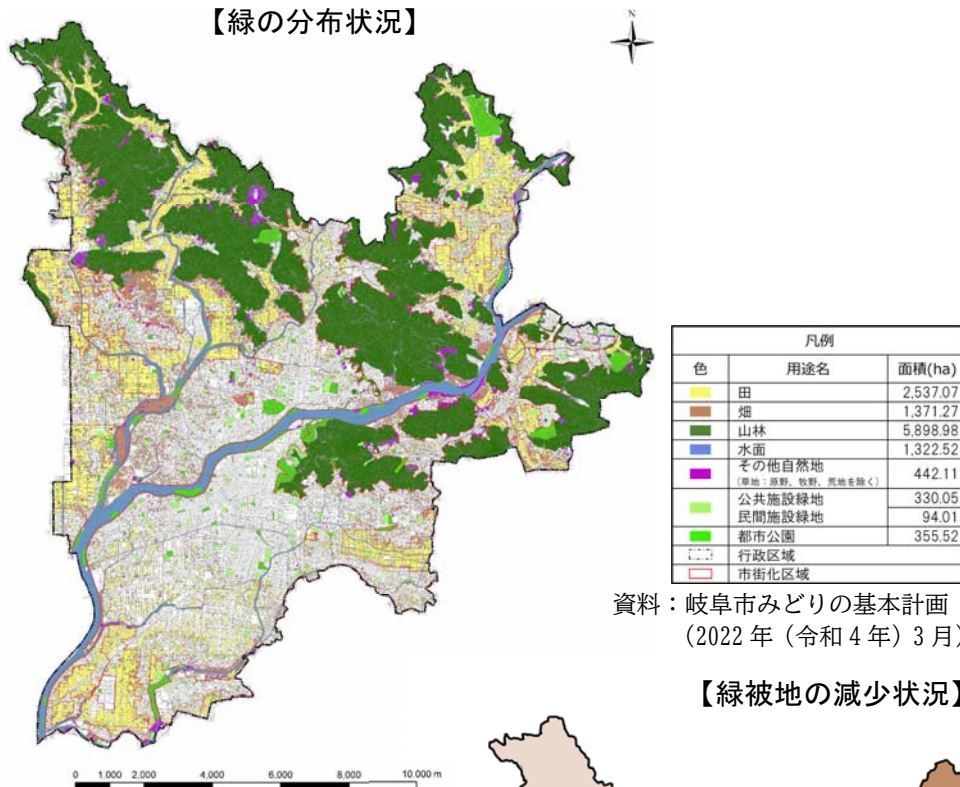 【緑の分布状況】
N
凡例
色 用途名 面積(ha)
田 2,537.07
畑 1,371.27
山林 5,898.98
水面 1,322.52
その他自然地 442.11
(草地：原野、牧野、荒地を除く)
公共施設緑地 330.05
民間施設緑地 94.01
都市公園 355.52
行政区域
市街化区域
資料：岐阜市みどりの基本計画
(2022年（令和4年）3月)
【緑被地の減少状況】
0 1,000 2,000 4,000 6,000 8,000 10,000 m